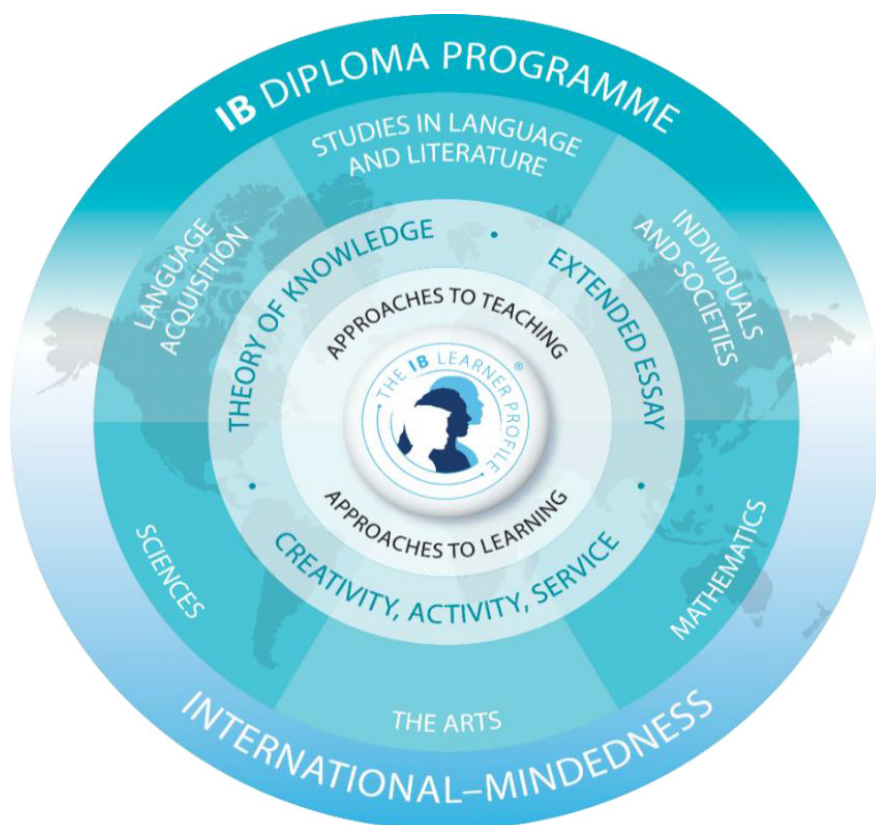 IB DIPLOMA PROGRAMME
STUDIES IN LANGUAGE
AND LITERATURE
LANGUAGE
ACQUISITION
INDIVIDUALS
AND SOCIETIES
THEORY OF KNOWLEDGE
EXTENDED ESSAY
APPROACHES TO TEACHING
THE IB LEARNER PROFILE
®
APPROACHES TO LEARNING
CREATIVITY, ACTIVITY, SERVICE
SCIENCES
MATHEMATICS
THE ARTS
INTERNATIONAL–MINDEDNESS